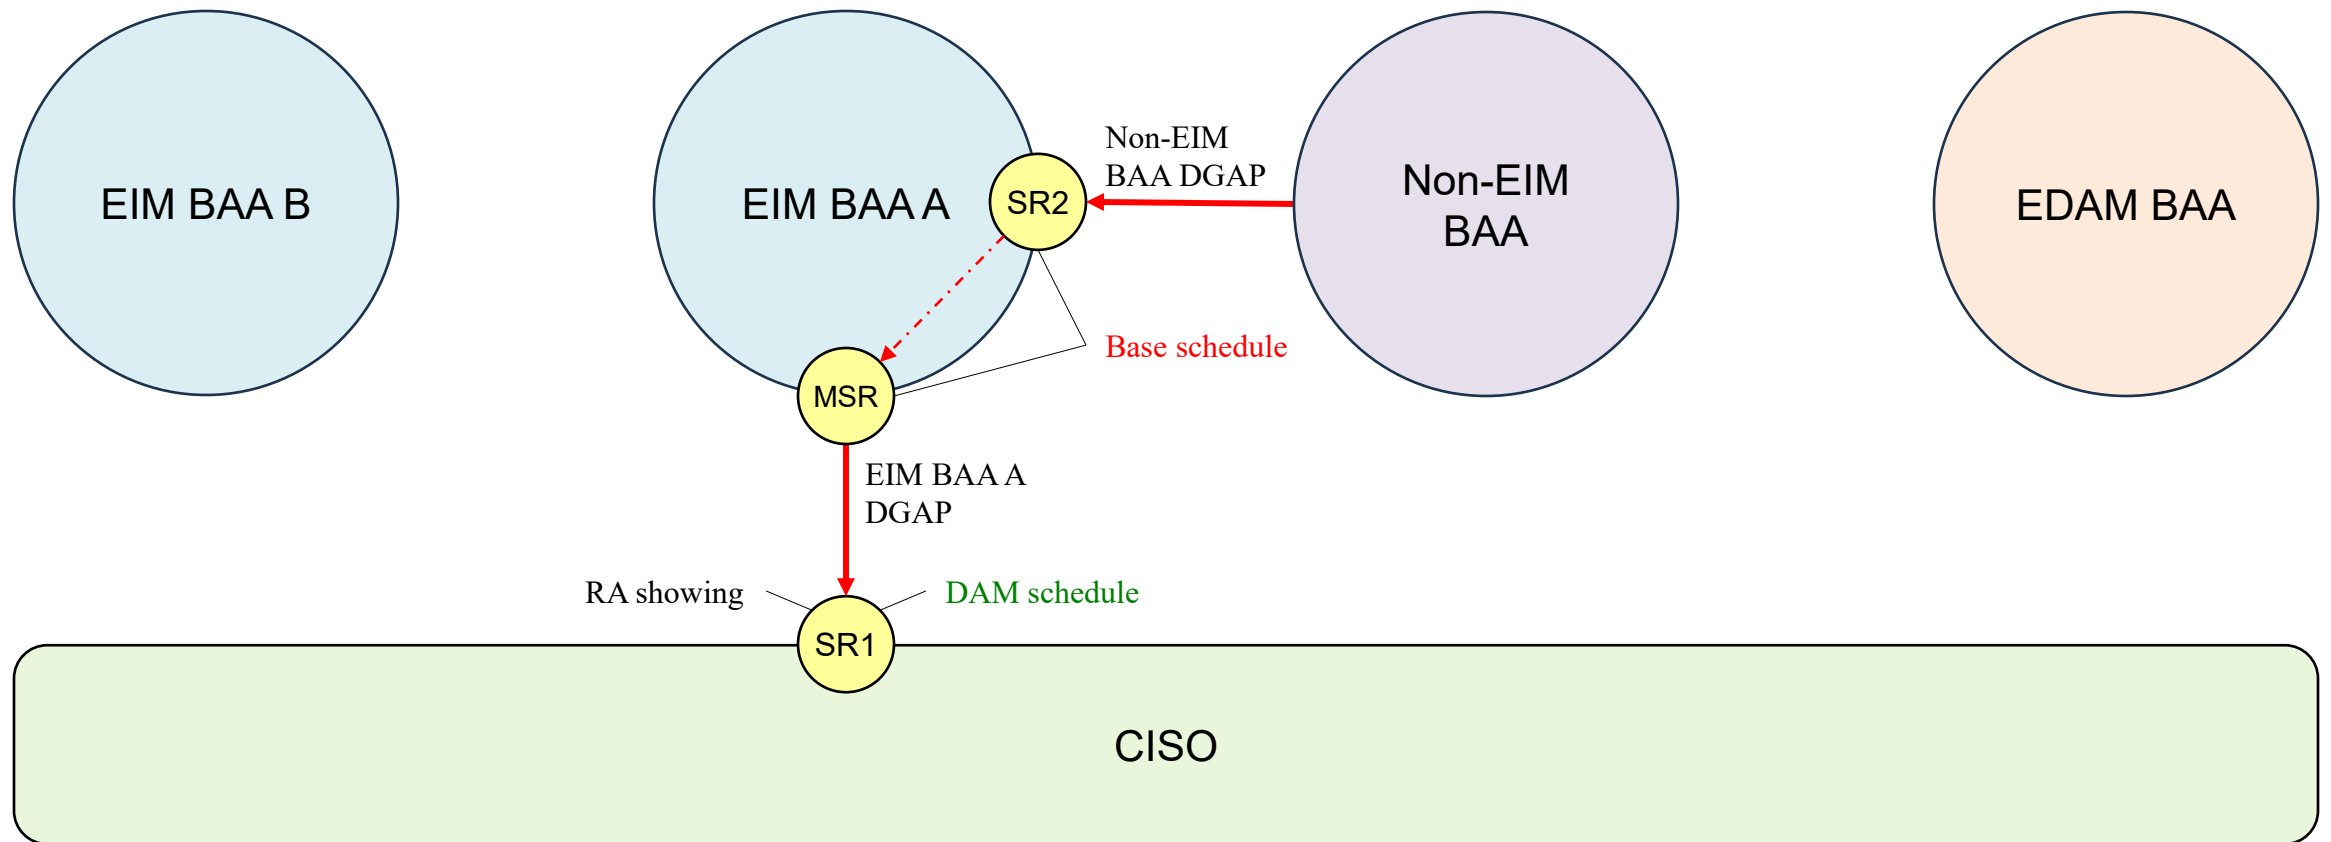 EIM BAA B
EIM BAA A
SR2
Non-EIM
BAA DGAP
Non-EIM
BAA
EDAM BAA
Base schedule
MSR
EIM BAA A
DGAP
RA showing
DAM schedule
SR1
CISO